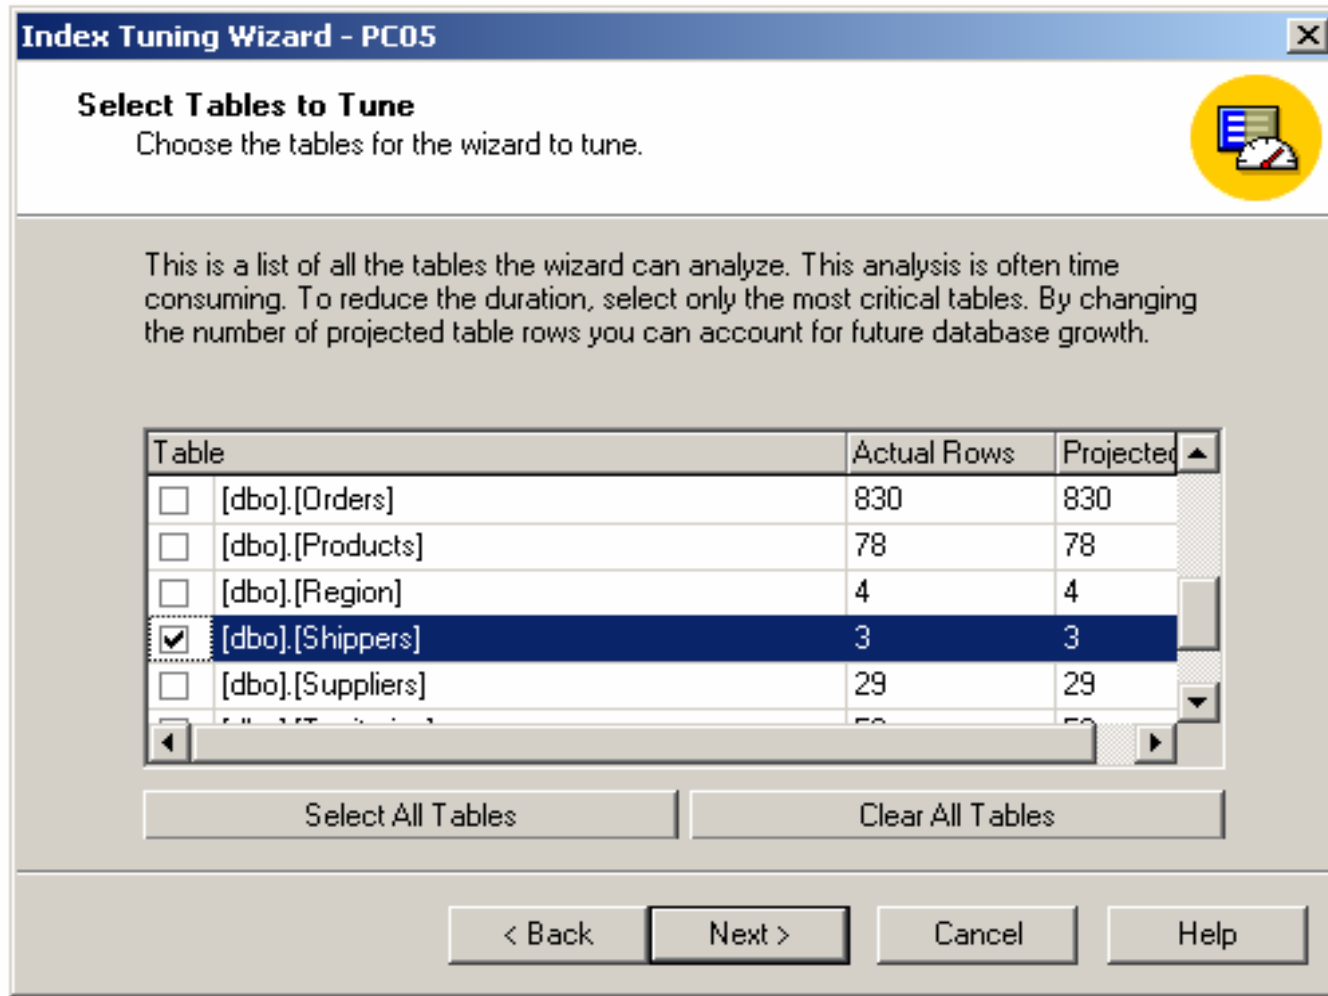 Index Tuning Wizard - PC05
Select Tables to Tune
Choose the tables for the wizard to tune.
This is a list of all the tables the wizard can analyze. This analysis is often time
consuming. To reduce the duration, select only the most critical tables. By changing
the number of projected table rows you can account for future database growth.
Table Actual Rows Projected
[dbo].[Orders] 830 830
[dbo].[Products] 78 78
[dbo].[Region] 4 4
[dbo].[Shippers] 3 3
[dbo].[Suppliers] 29 29
Select All Tables Clear All Tables
< Back Next > Cancel Help